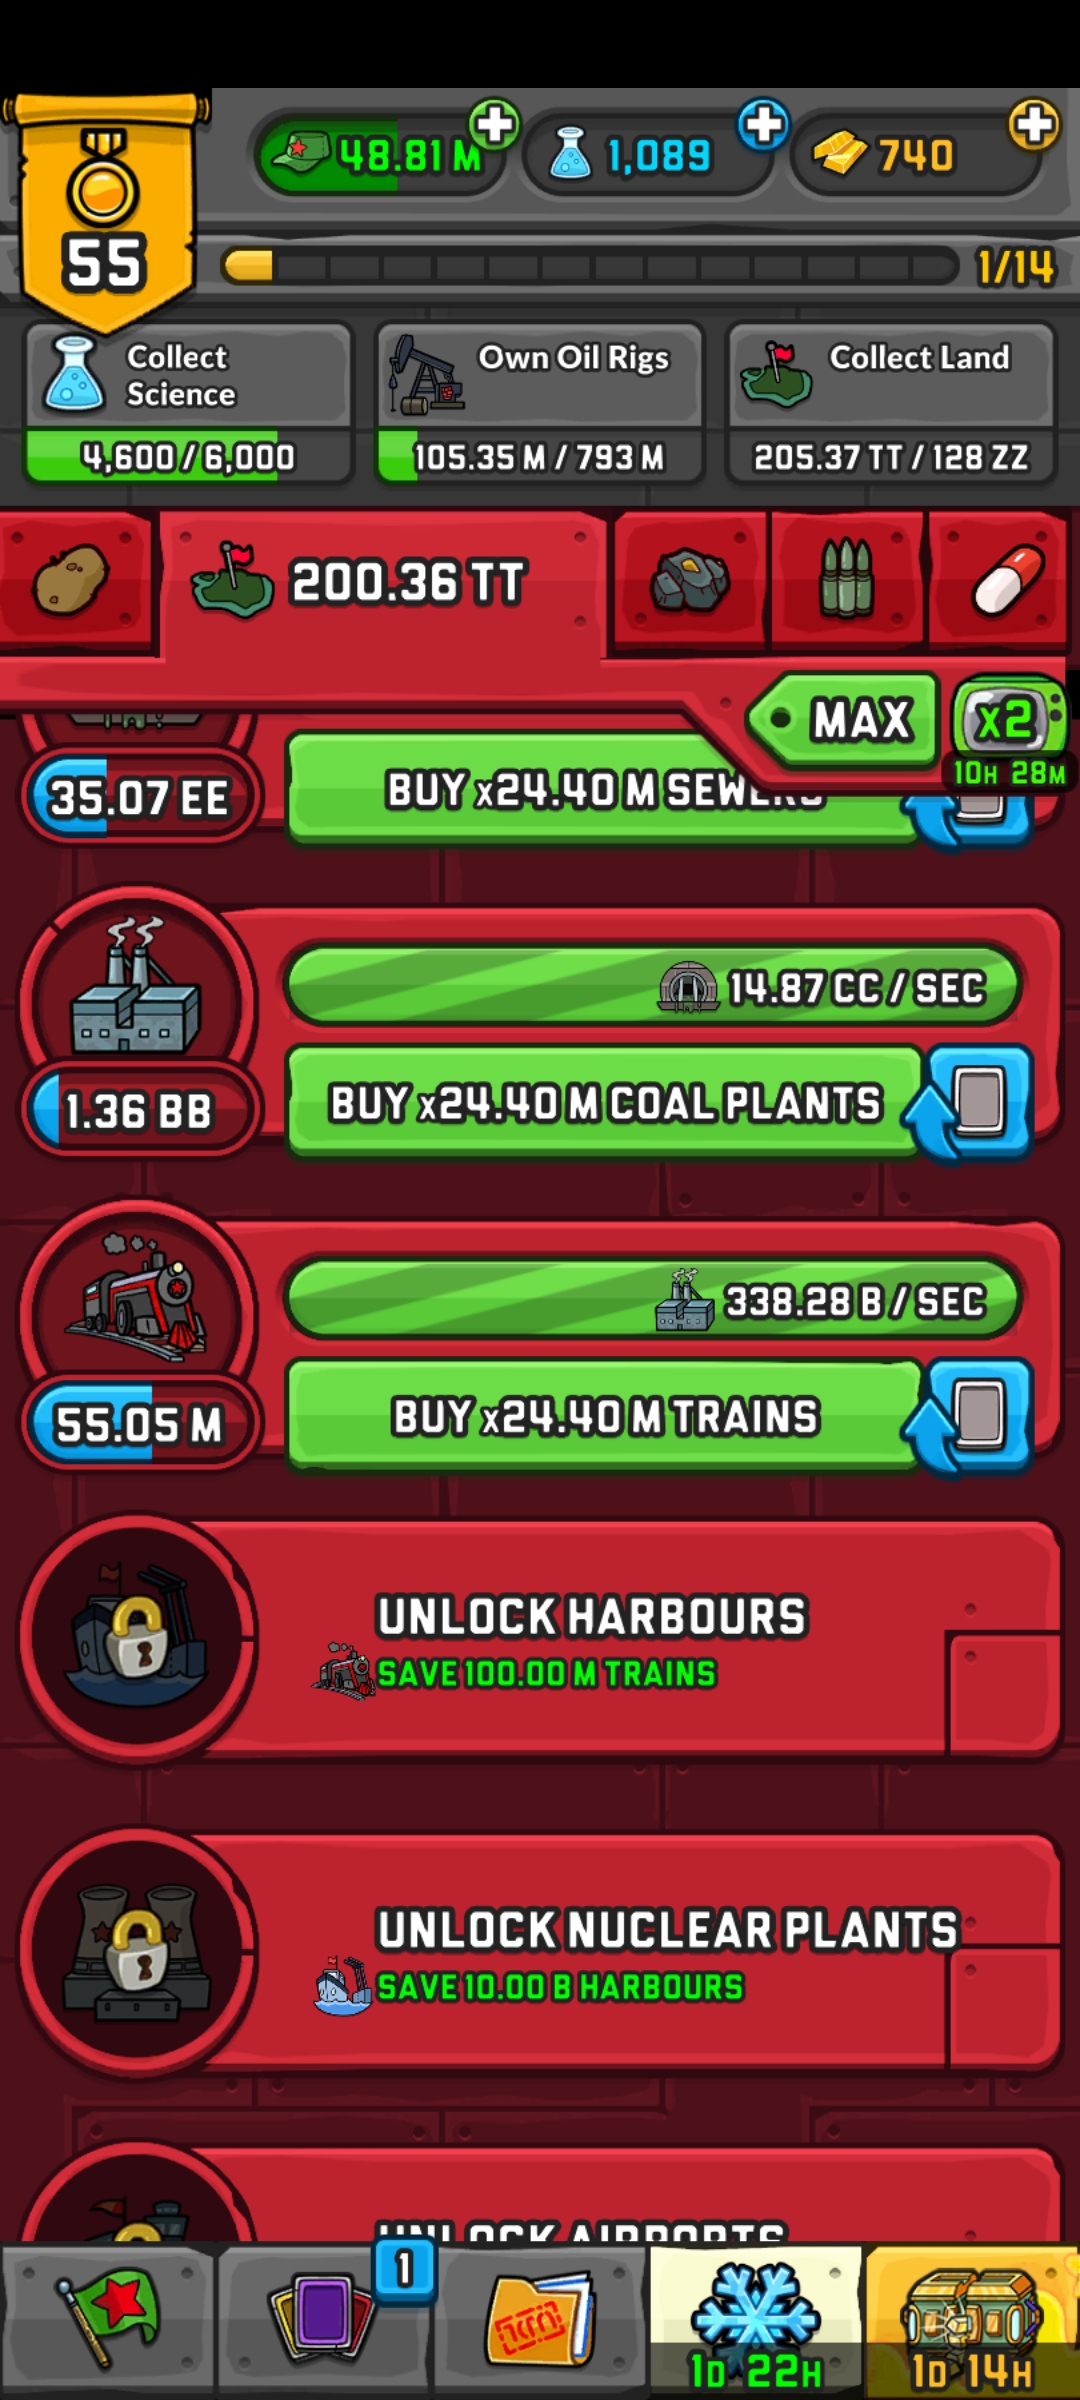 48.81 M
1,089
740
55
1/14
Collect
Science
4,600 / 6,000
Own Oil Rigs
105.35 M / 793 M
Collect Land
205.37 TT / 128 ZZ
200.36 TT
MAX
x2
10H 28M
35.07 EE
BUY x24.40 M SEWERS
14.87 CC / SEC
1.36 BB
BUY x24.40 M COAL PLANTS
338.28 B / SEC
55.05 M
BUY x24.40 M TRAINS
UNLOCK HARBOURS
SAVE 100.00 M TRAINS
UNLOCK NUCLEAR PLANTS
SAVE 10.00 B HARBOURS
UNLOCK AIRPORTS
1
1D 22H
1D 14H